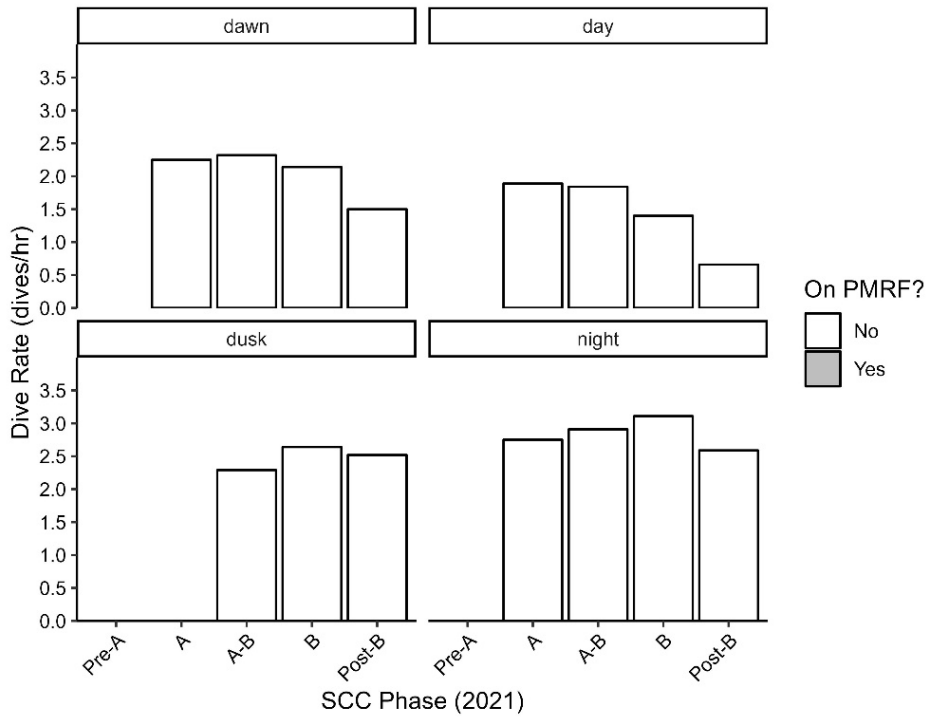 dawn
day
3.5
3.0
2.5
2.0
1.5
1.0
0.5
0.0
dusk
night
3.5
3.0
2.5
2.0
1.5
1.0
0.5
0.0
Dive Rate (dives/hr)
Pre-A
A
A-B
B
Post-B
Pre-A
A
A-B
B
Post-B
SCC Phase (2021)
On PMRF?
No
Yes